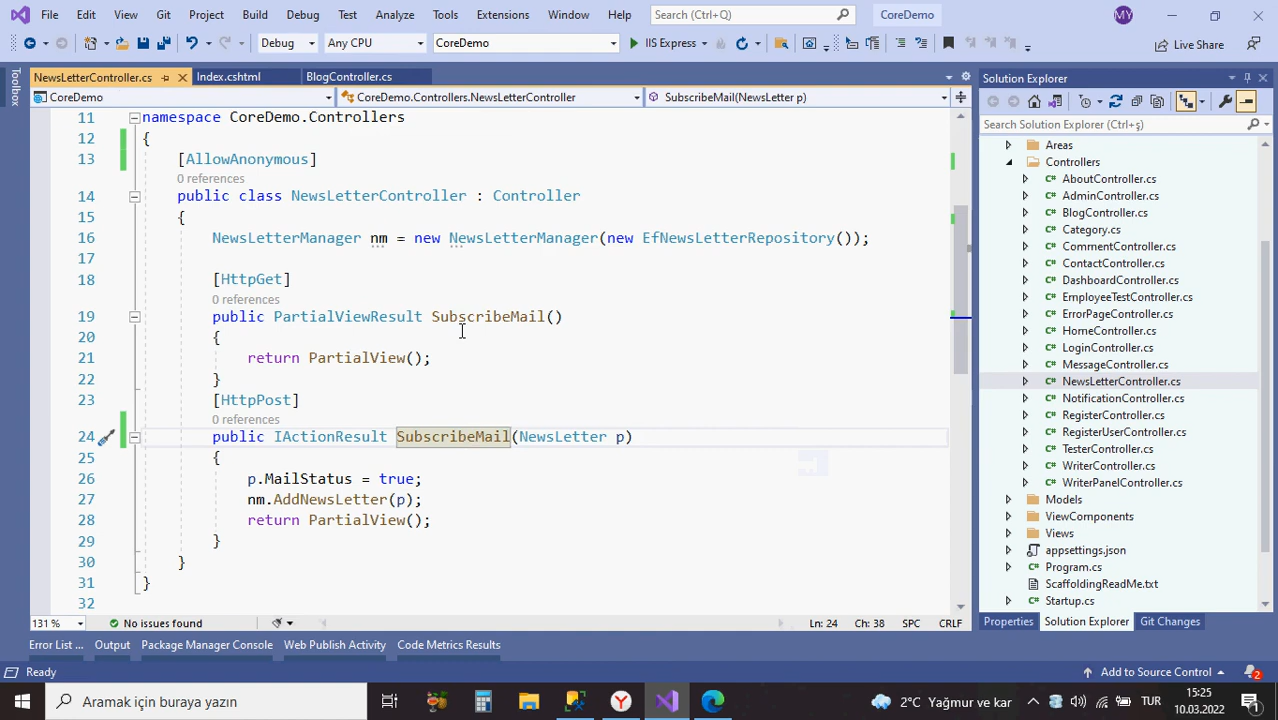 File Edit View Git Project Build Debug Test Analyze Tools Extensions Window Help Search (Ctrl+Q) CoreDemo MY
Debug Any CPU CoreDemo IIS Express Live Share
Toolbox
NewsLetterController.cs Index.cshtml BlogController.cs
CoreDemo CoreDemo.Controllers.NewsLetterController SubscribeMail(NewsLetter p)
11 namespace CoreDemo.Controllers
12 {
13 [AllowAnonymous]
0 references
14 public class NewsLetterController : Controller
15 {
16 NewsLetterManager nm = new NewsLetterManager(new EfNewsLetterRepository());
17
18 [HttpGet]
0 references
19 public PartialViewResult SubscribeMail()
20 {
21 return PartialView();
22 }
23 [HttpPost]
0 references
24 public IActionResult SubscribeMail(NewsLetter p)
25 {
26 p.MailStatus = true;
27 nm.AddNewsLetter(p);
28 return PartialView();
29 }
30 }
31 }
32
131 % No issues found Ln: 24 Ch: 38 SPC CRLF
Solution Explorer
Search Solution Explorer (Ctrl+ş)
Areas
Controllers
AboutController.cs
AdminController.cs
BlogController.cs
Category.cs
CommentController.cs
ContactController.cs
DashboardController.cs
EmployeeTestController.cs
ErrorPageController.cs
HomeController.cs
LoginController.cs
MessageController.cs
NewsLetterController.cs
NotificationController.cs
RegisterController.cs
RegisterUserController.cs
TesterController.cs
WriterController.cs
WriterPanelController.cs
Models
ViewComponents
Views
appsettings.json
Program.cs
ScaffoldingReadMe.txt
Startup.cs
Properties Solution Explorer Git Changes
Error List ... Output Package Manager Console Web Publish Activity Code Metrics Results
Ready Add to Source Control 2
Aramak için buraya yazın 2°C Yağmur ve kar TUR 15:25
10.03.2022 1